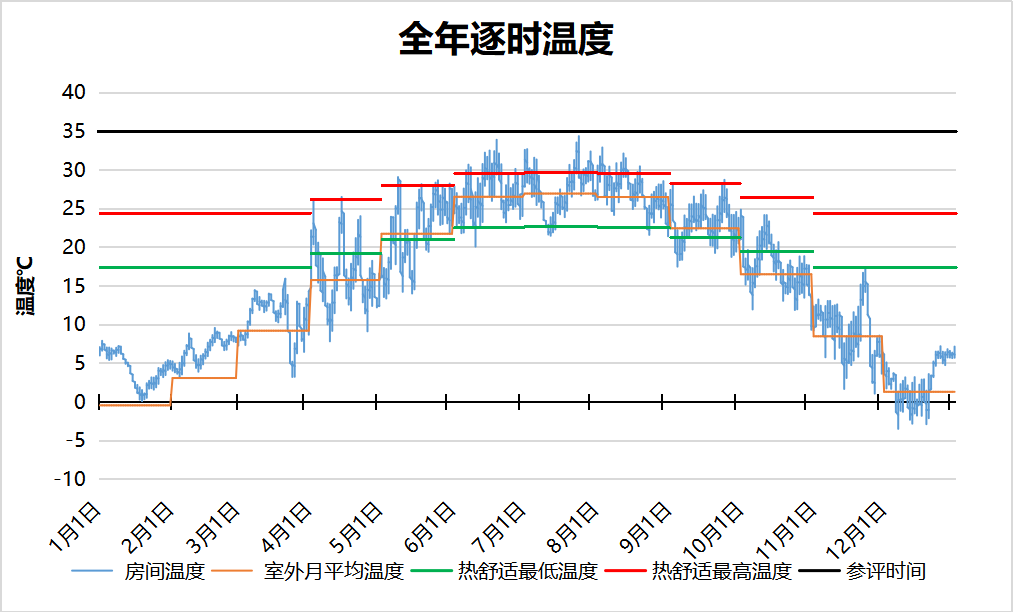 全年逐时温度
40
35
30
25
20
15
10
5
0
-5
-10
温度℃
1月1日
2月1日
3月1日
4月1日
5月1日
6月1日
7月1日
8月1日
9月1日
10月1日
11月1日
12月1日
房间温度 室外月平均温度 热舒适最低温度 热舒适最高温度 参评时间